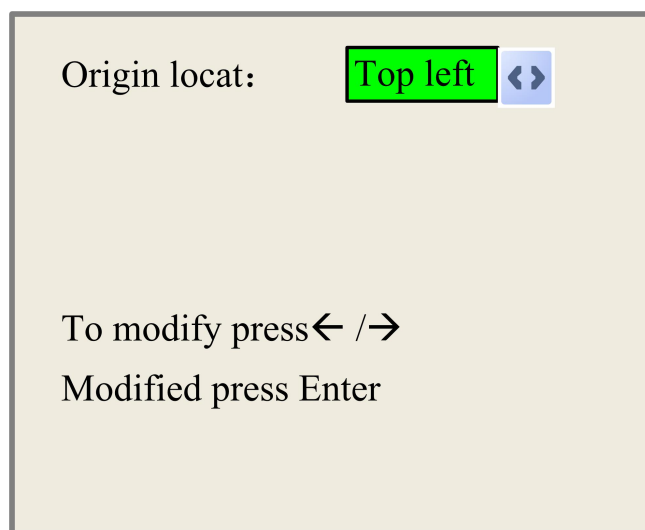 Origin locat： Top left
To modify press← /→
Modified press Enter